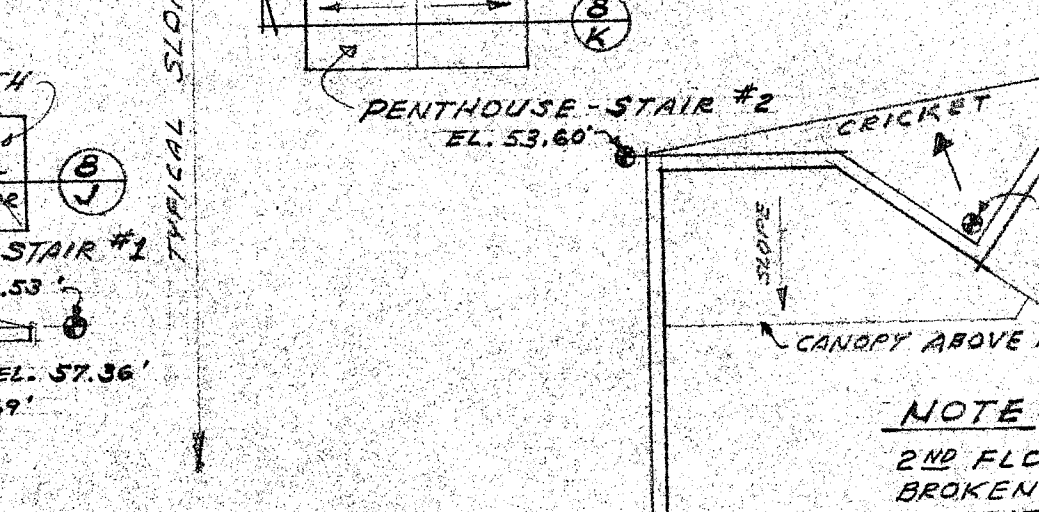 8
K
TYPICAL SLO
PENTHOUSE - STAIR #2
EL. 53.60'
CRICKET
8
J
STAIR #1
.53'
SLOPE
CANOPY ABOVE
EL. 57.36'
9'
NOTE
2ND FLO
BROKEN